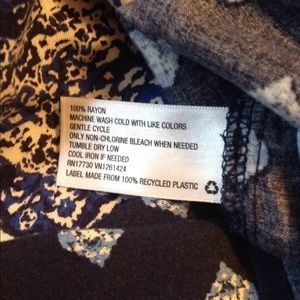 100% RAYON
MACHINE WASH COLD WITH LIKE COLORS
GENTLE CYCLE
ONLY NON-CHLORINE BLEACH WHEN NEEDED
TUMBLE DRY LOW
COOL IRON IF NEEDED
RN17730 VN1261424
LABEL MADE FROM 100% RECYCLED PLASTIC